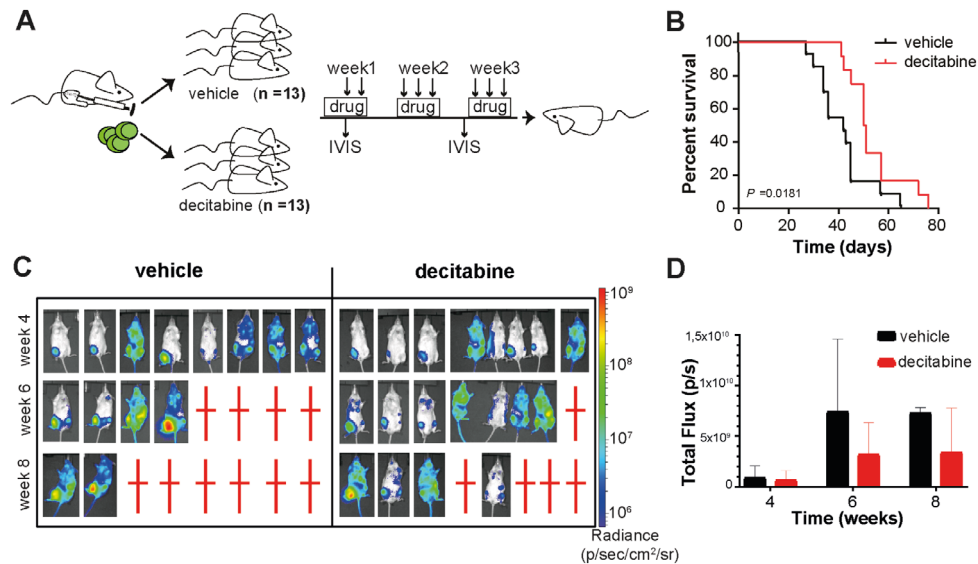 A
vehicle (n =13)
decitabine (n =13)
week1
week2
week3
drug
drug
drug
IVIS
IVIS
B
Percent survival
100
80
60
40
20
0
0
20
40
60
80
Time (days)
P =0.0181
vehicle
decitabine
C
vehicle
decitabine
week 4
week 6
week 8
10⁹
10⁸
10⁷
10⁶
Radiance
(p/sec/cm²/sr)
D
Total Flux (p/s)
1.5x10¹⁰
1x10¹⁰
5x10⁹
0
4
6
8
Time (weeks)
vehicle
decitabine